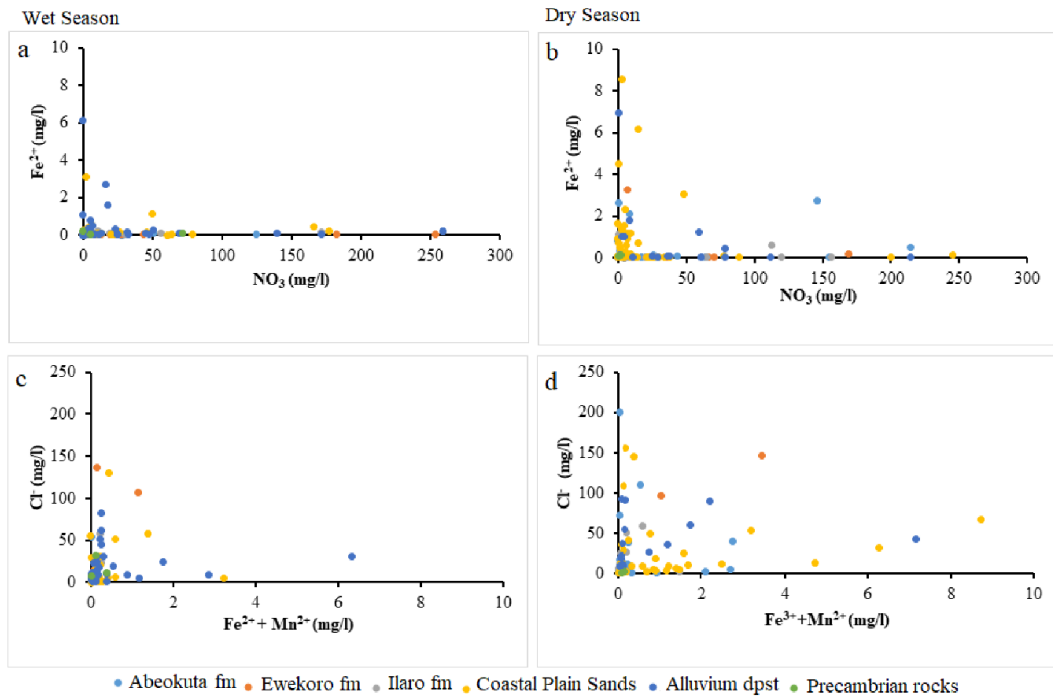 Wet Season
Dry Season
a
10
8
6
4
2
0
0 50 100 150 200 250 300
Fe²⁺ (mg/l)
NO₃ (mg/l)
b
10
8
6
4
2
0
0 50 100 150 200 250 300
Fe²⁺ (mg/l)
NO₃ (mg/l)
c
250
200
150
100
50
0
0 2 4 6 8 10
Cl⁻ (mg/l)
Fe²⁺ + Mn²⁺ (mg/l)
d
250
200
150
100
50
0
0 2 4 6 8 10
Cl⁻ (mg/l)
Fe³⁺+Mn²⁺ (mg/l)
Abeokuta fm Ewekoro fm Ilaro fm Coastal Plain Sands Alluvium dpst Precambrian rocks